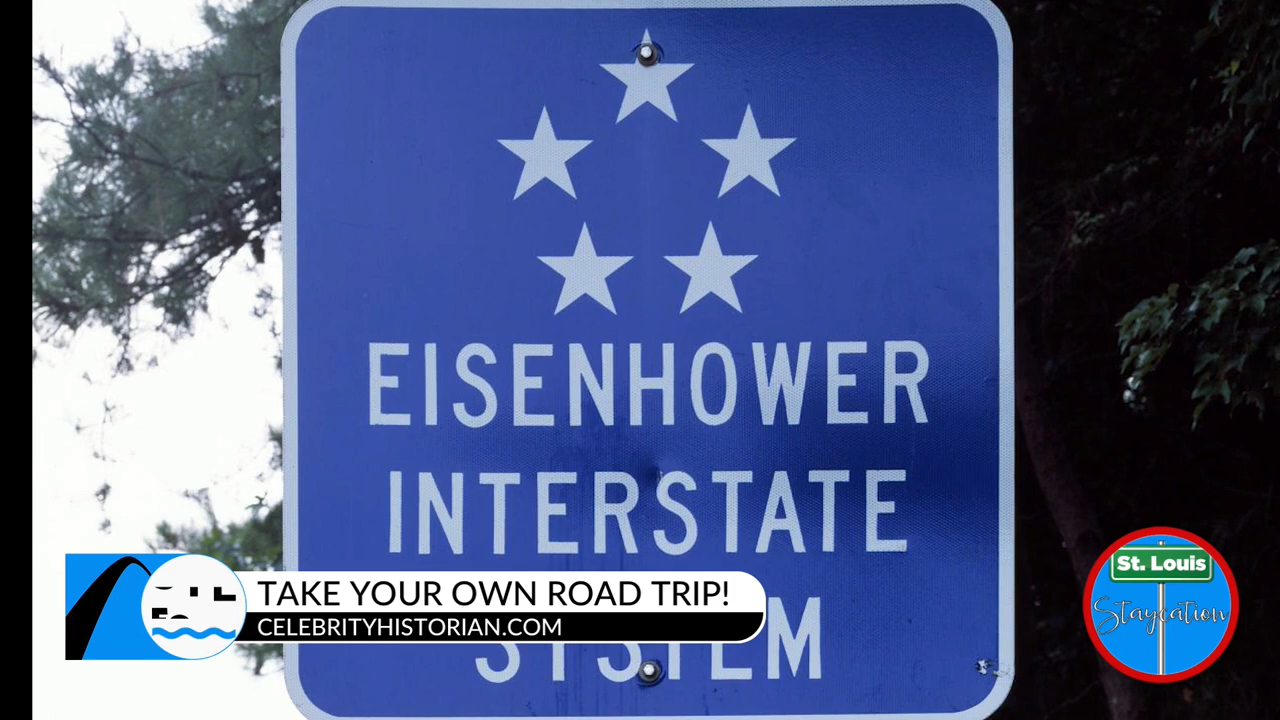 EISENHOWER
INTERSTATE
SYSTEM
TAKE YOUR OWN ROAD TRIP!
CELEBRITYHISTORIAN.COM
St. Louis
Staycation